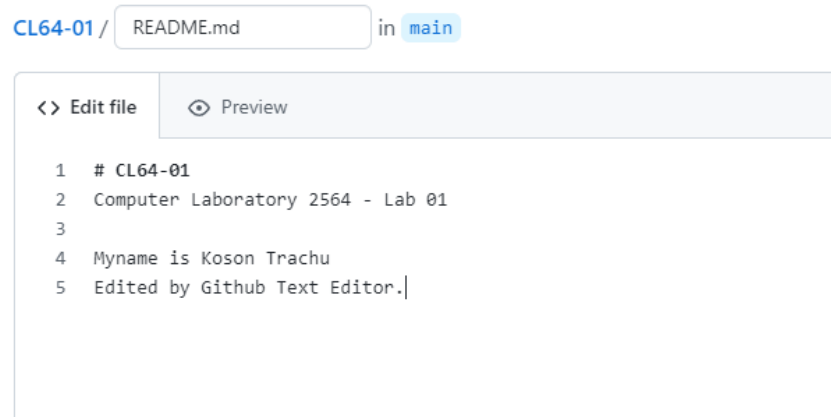 CL64-01 / README.md in main
<> Edit file Preview
1 # CL64-01
2 Computer Laboratory 2564 - Lab 01
3
4 Myname is Koson Trachu
5 Edited by Github Text Editor.